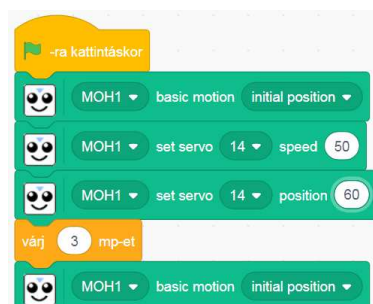 -ra kattintáskor
MOH1 basic motion initial position
MOH1 set servo 14 speed 50
MOH1 set servo 14 position 60
várj 3 mp-et
MOH1 basic motion initial position